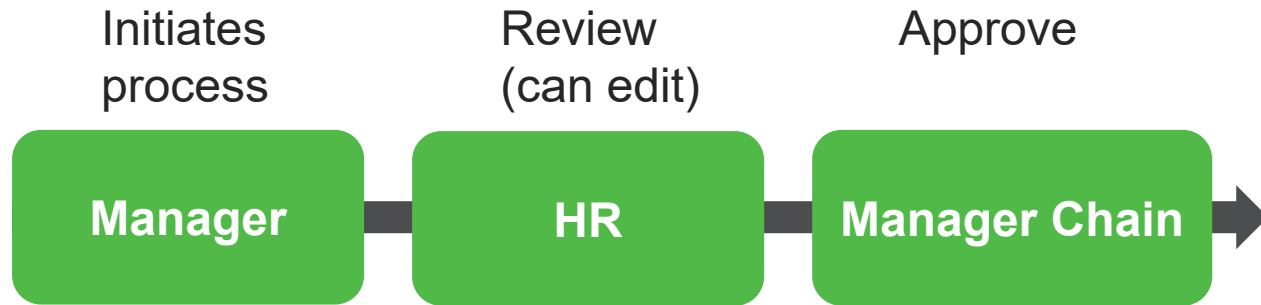 Initiates
process
Review
(can edit)
Approve
Manager
HR
Manager Chain